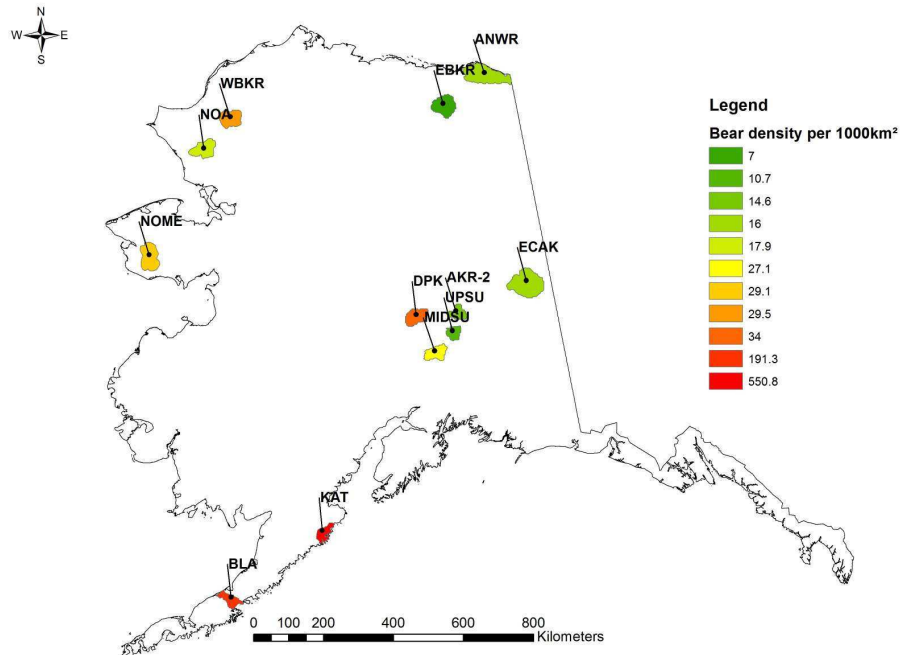 N
W E
S
ANWR
EBKR
WBKR
NOA
NOME
ECAK
DPK AKR-2
UPSU
MIDSU
KAT
BLA
Legend
Bear density per 1000km²
7
10.7
14.6
16
17.9
27.1
29.1
29.5
34
191.3
550.8
0 100 200 400 600 800
Kilometers